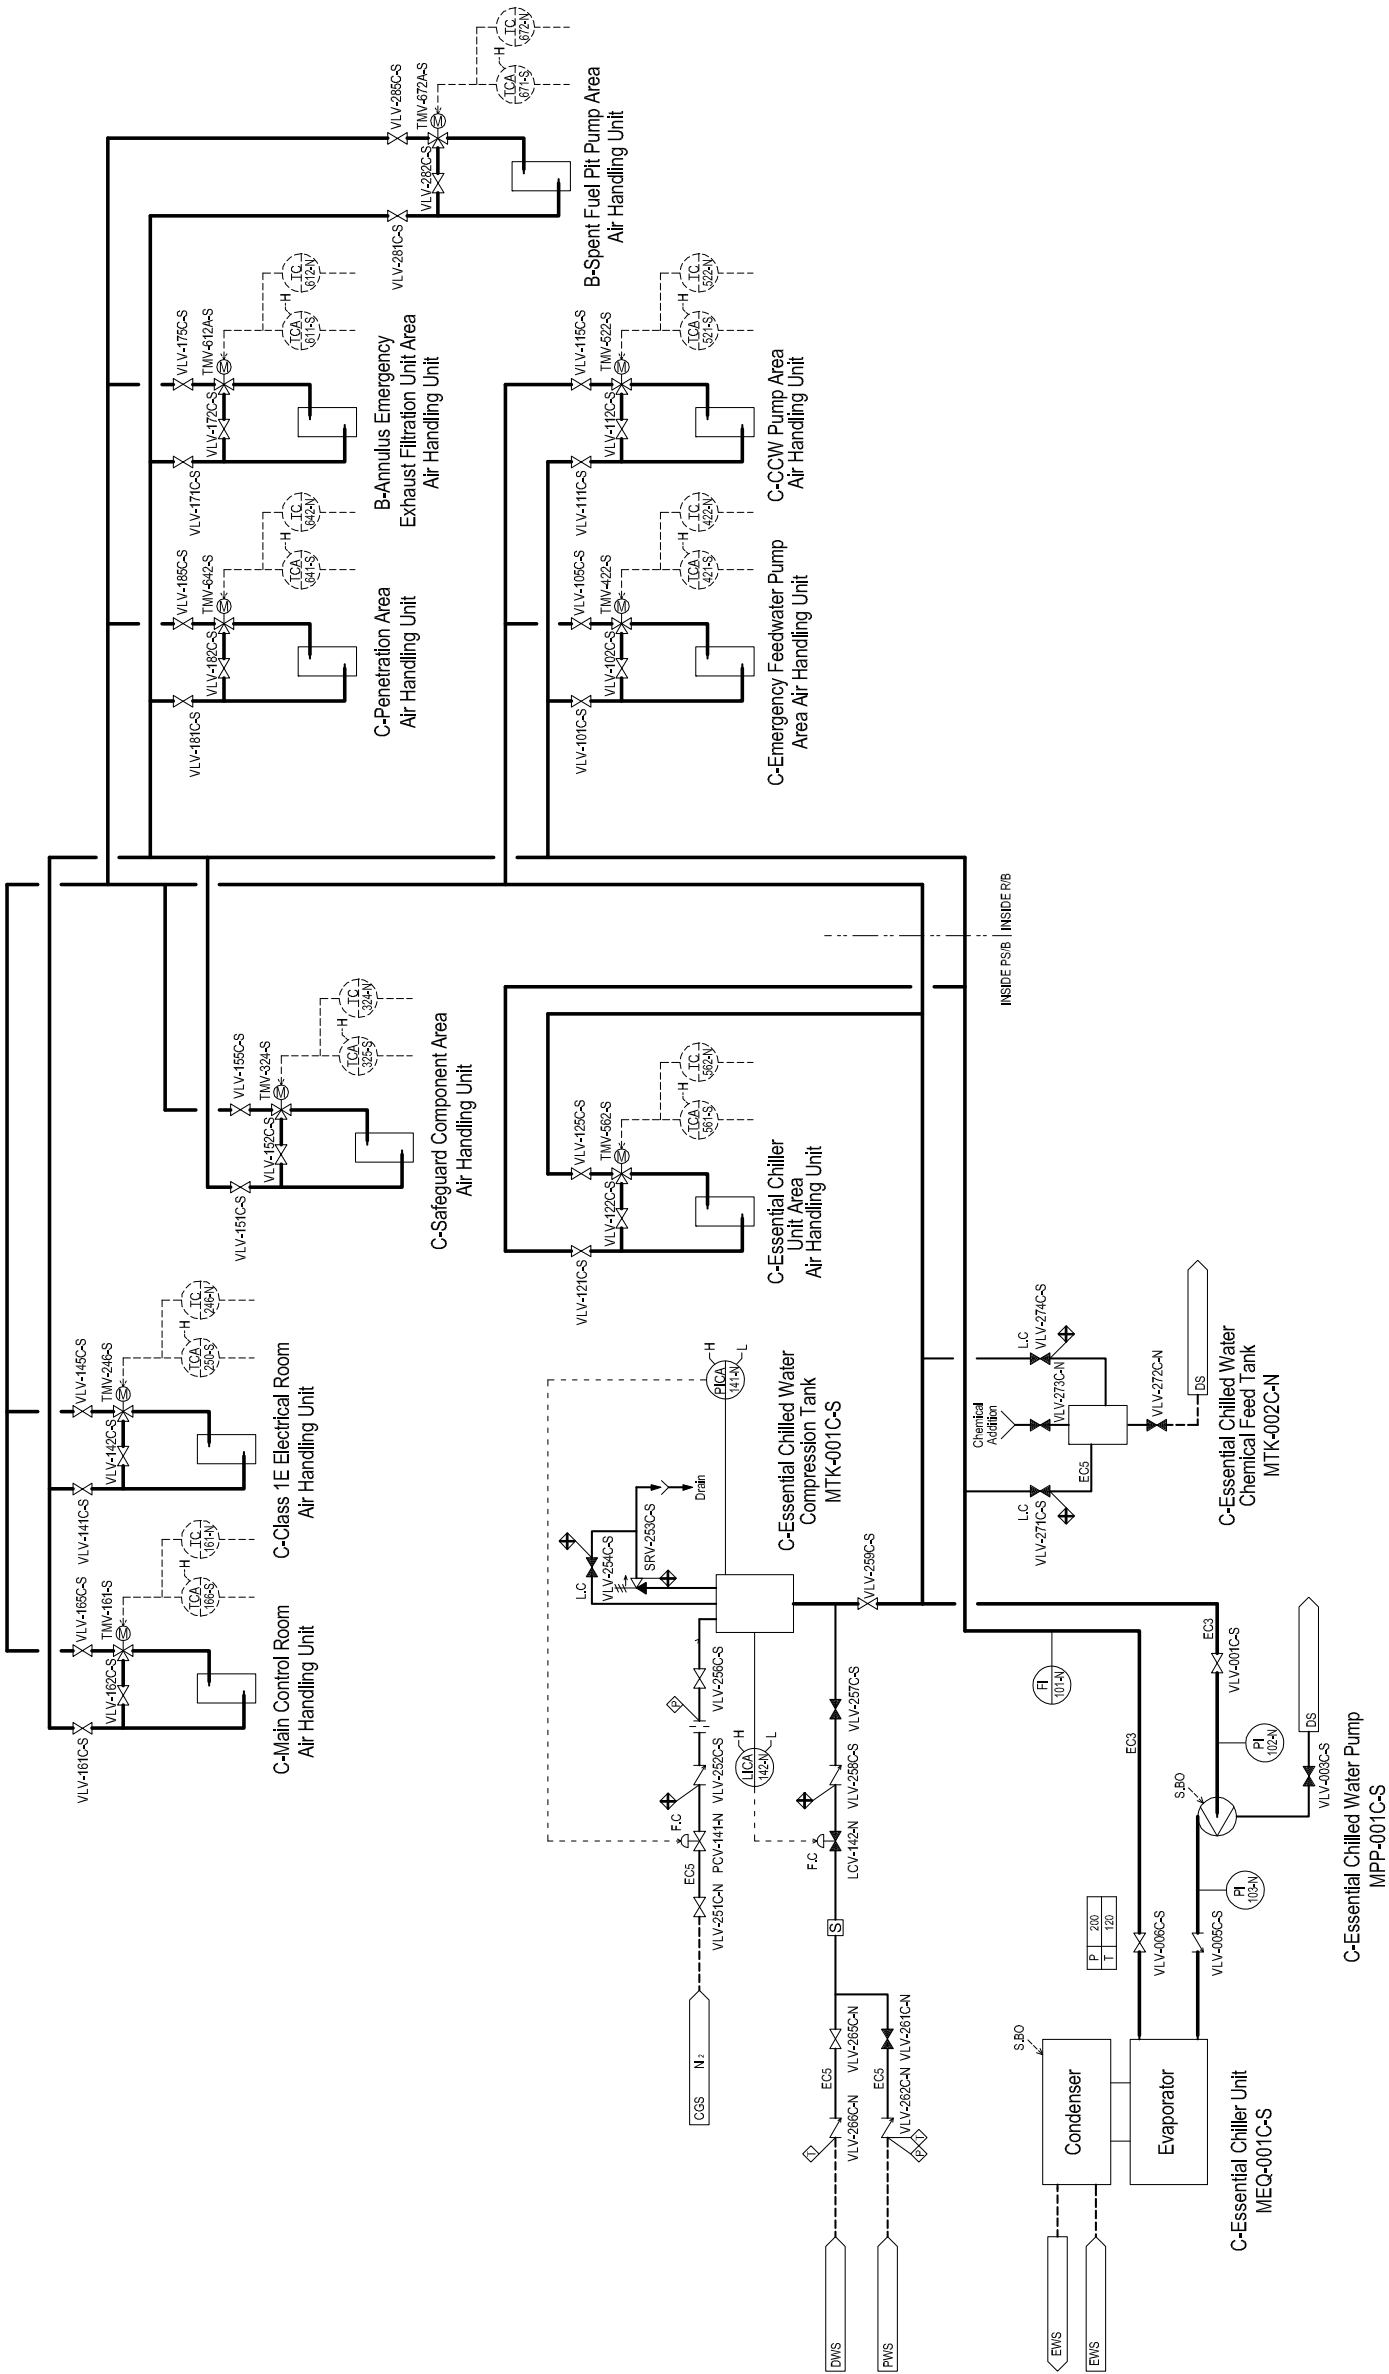 VLV-161C-S
VLV-165C-S
TMV-161-S
VLV-162C-S
M
TCA
166-S
H
TC
161-N
C-Main Control Room
Air Handling Unit
VLV-141C-S
VLV-145C-S
TMV-246-S
VLV-142C-S
M
TCA
250-S
H
TC
246-N
C-Class 1E Electrical Room
Air Handling Unit
VLV-151C-S
VLV-155C-S
TMV-324-S
VLV-152C-S
M
TCA
325-S
H
TC
324-N
C-Safeguard Component Area
Air Handling Unit
VLV-181C-S
VLV-185C-S
TMV-642-S
VLV-182C-S
M
TCA
641-S
H
TC
642-N
C-Penetration Area
Air Handling Unit
VLV-171C-S
VLV-175C-S
TMV-612A-S
VLV-172C-S
M
TCA
611-S
H
TC
612-N
B-Annulus Emergency
Exhaust Filtration Unit Area
Air Handling Unit
VLV-281C-S
VLV-285C-S
TMV-672A-S
VLV-282C-S
M
TCA
671-S
H
TC
672-N
B-Spent Fuel Pit Pump Area
Air Handling Unit
VLV-121C-S
VLV-125C-S
TMV-562-S
VLV-122C-S
M
TCA
561-S
H
TC
562-N
C-Essential Chiller
Unit Area
Air Handling Unit
VLV-101C-S
VLV-105C-S
TMV-422-S
VLV-102C-S
M
TCA
421-S
H
TC
422-N
C-Emergency Feedwater Pump
Area Air Handling Unit
VLV-111C-S
VLV-115C-S
TMV-522-S
VLV-112C-S
M
TCA
521-S
H
TC
522-N
C-CCW Pump Area
Air Handling Unit
INSIDE PS/B
INSIDE R/B
CGS
N₂
VLV-251C-N
EC5
F.C
PCV-141-N
VLV-252C-S
P
VLV-256C-S
L.C
VLV-254C-S
SRV-253C-S
Drain
PICA
141-N
H
L
C-Essential Chilled Water
Compression Tank
MTK-001C-S
LICA
142-N
H
L
DWS
T
VLV-266C-N
EC5
VLV-265C-N
S
F.C
LCV-142-N
VLV-258C-S
VLV-257C-S
VLV-259C-S
PWS
P
T
VLV-262C-N
EC5
VLV-261C-N
L.C
VLV-271C-S
EC5
Chemical
Addition
VLV-273C-N
L.C
VLV-274C-S
VLV-272C-N
DS
C-Essential Chilled Water
Chemical Feed Tank
MTK-002C-N
EWS
EWS
S.BO
Condenser
Evaporator
C-Essential Chiller Unit
MEQ-001C-S
P 200
T 120
VLV-006C-S
VLV-005C-S
EC3
FI
101-N
PI
103-N
S.BO
PI
102-N
VLV-001C-S
EC3
VLV-003C-S
DS
C-Essential Chilled Water Pump
MPP-001C-S